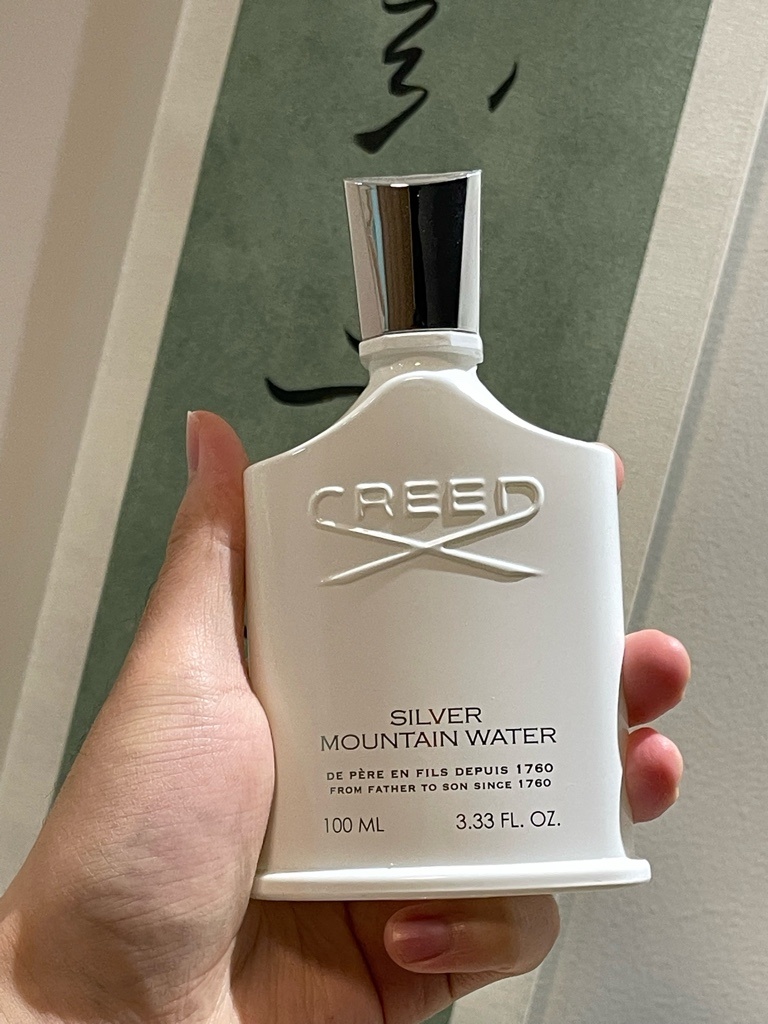 CREED
SILVER
MOUNTAIN WATER
DE PÈRE EN FILS DEPUIS 1760
FROM FATHER TO SON SINCE 1760
100 ML 3.33 FL. OZ.